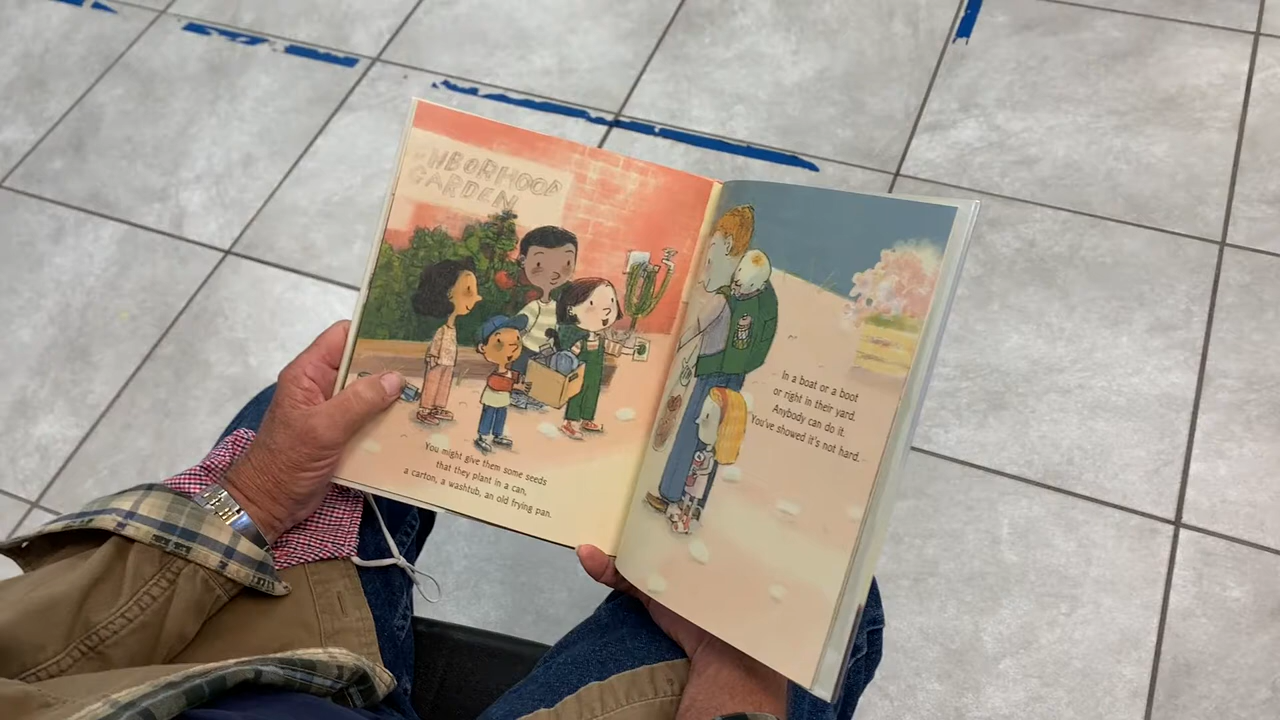 NHBORHOOD
GARDEN
You might give them some seeds
that they plant in a can,
a carton, a washtub, an old frying pan.
In a boat or a boot
or right in their yard.
Anybody can do it.
You've showed it's not hard.